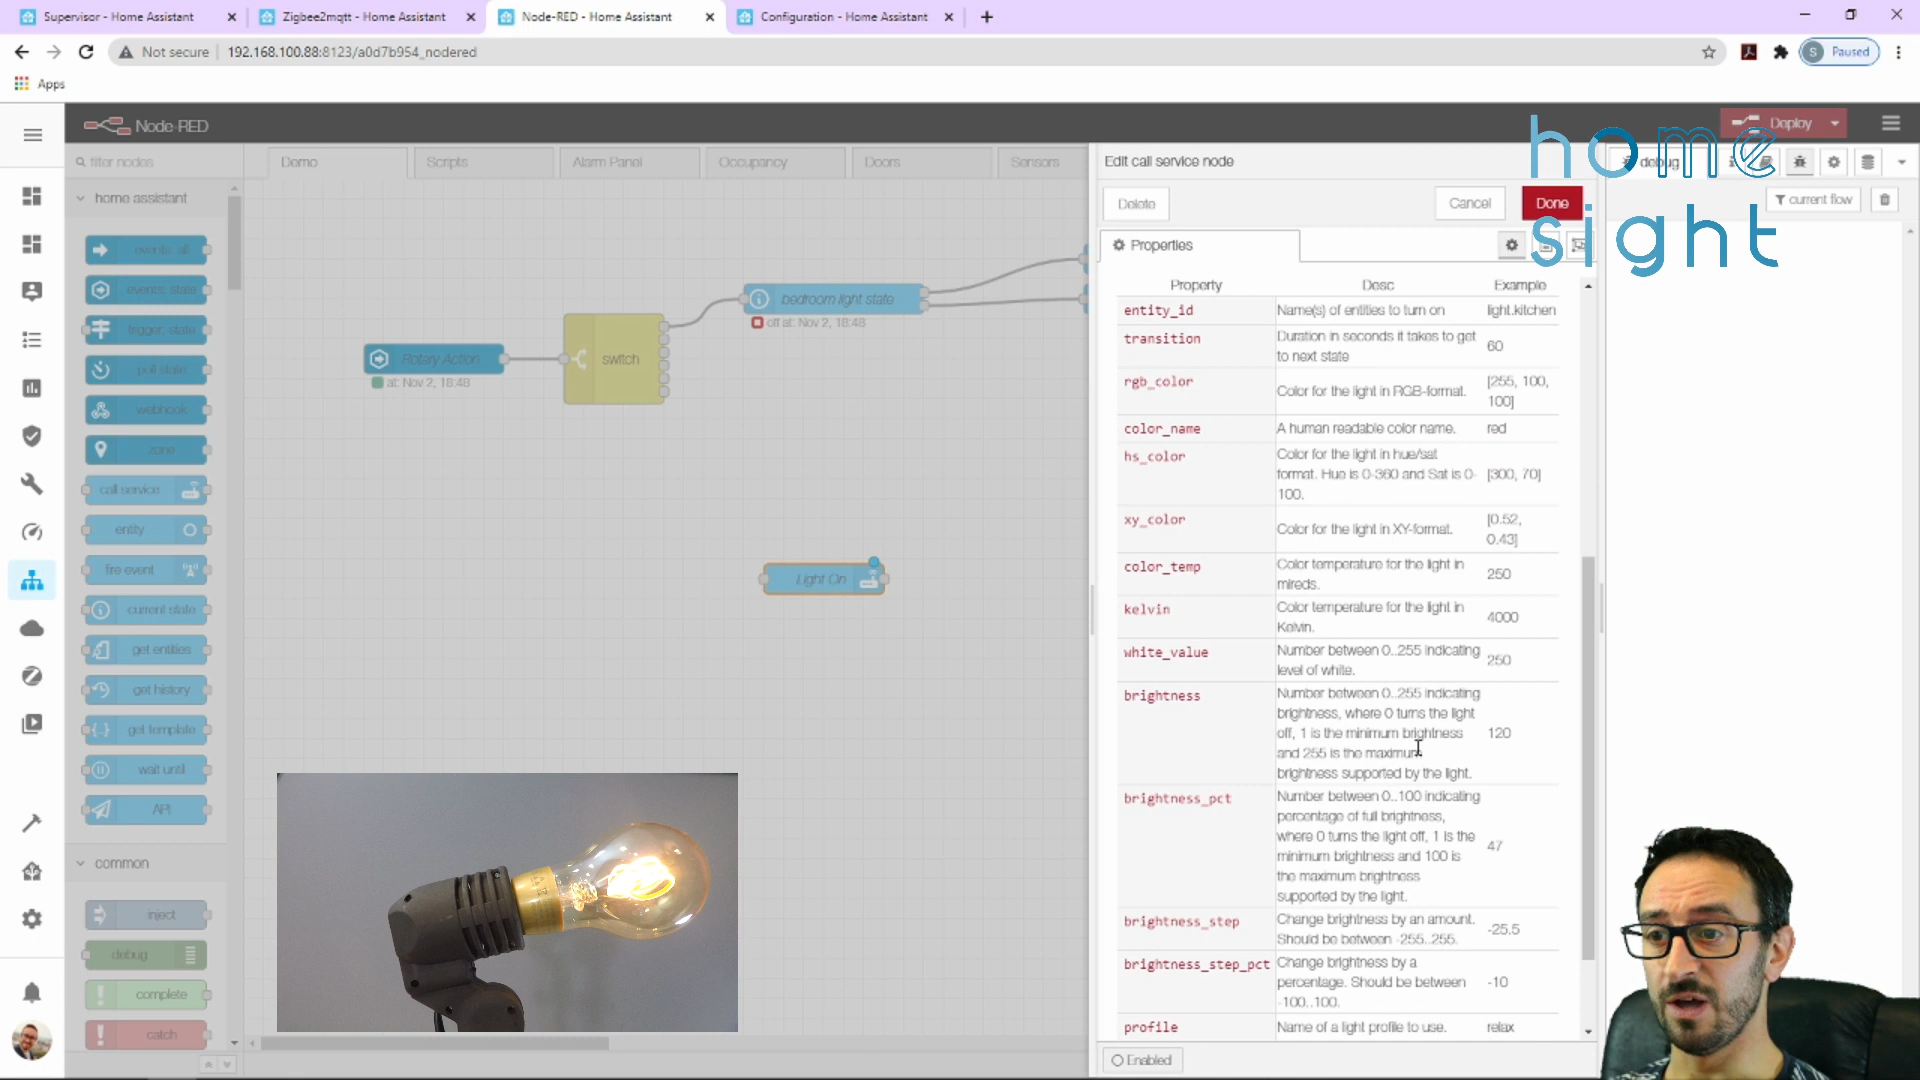 Supervisor - Home Assistant
Zigbee2mqtt - Home Assistant
Node-RED - Home Assistant
Configuration - Home Assistant
Not secure
192.168.100.88:8123/a0d7b954_nodered
S
Paused
Apps
Node-RED
Deploy
home
sight
filter nodes
Demo
Scripts
Alarm Panel
Occupancy
Doors
Sensors
home assistant
events: all
events: state
trigger: state
poll state
webhook
zone
call service
entity
fire event
current state
get entities
get history
get template
wait until
API
common
inject
debug
complete
catch
Rotary Action
at: Nov 2, 18:48
switch
bedroom light state
off at: Nov 2, 18:48
Light On
Edit call service node
Delete
Cancel
Done
Properties
Property
Desc
Example
entity_id
Name(s) of entities to turn on
light.kitchen
transition
Duration in seconds it takes to get
to next state
60
rgb_color
Color for the light in RGB-format.
[255, 100,
100]
color_name
A human readable color name.
red
hs_color
Color for the light in hue/sat
format. Hue is 0-360 and Sat is 0-
100.
[300, 70]
xy_color
Color for the light in XY-format.
[0.52,
0.43]
color_temp
Color temperature for the light in
mireds.
250
kelvin
Color temperature for the light in
Kelvin.
4000
white_value
Number between 0..255 indicating
level of white.
250
brightness
Number between 0..255 indicating
brightness, where 0 turns the light
off, 1 is the minimum brightness
and 255 is the maximum
brightness supported by the light.
120
brightness_pct
Number between 0..100 indicating
percentage of full brightness,
where 0 turns the light off, 1 is the
minimum brightness and 100 is
the maximum brightness
supported by the light.
47
brightness_step
Change brightness by an amount.
Should be between -255..255.
-25.5
brightness_step_pct
Change brightness by a
percentage. Should be between
-100..100.
-10
profile
Name of a light profile to use.
relax
Enabled
debug
current flow